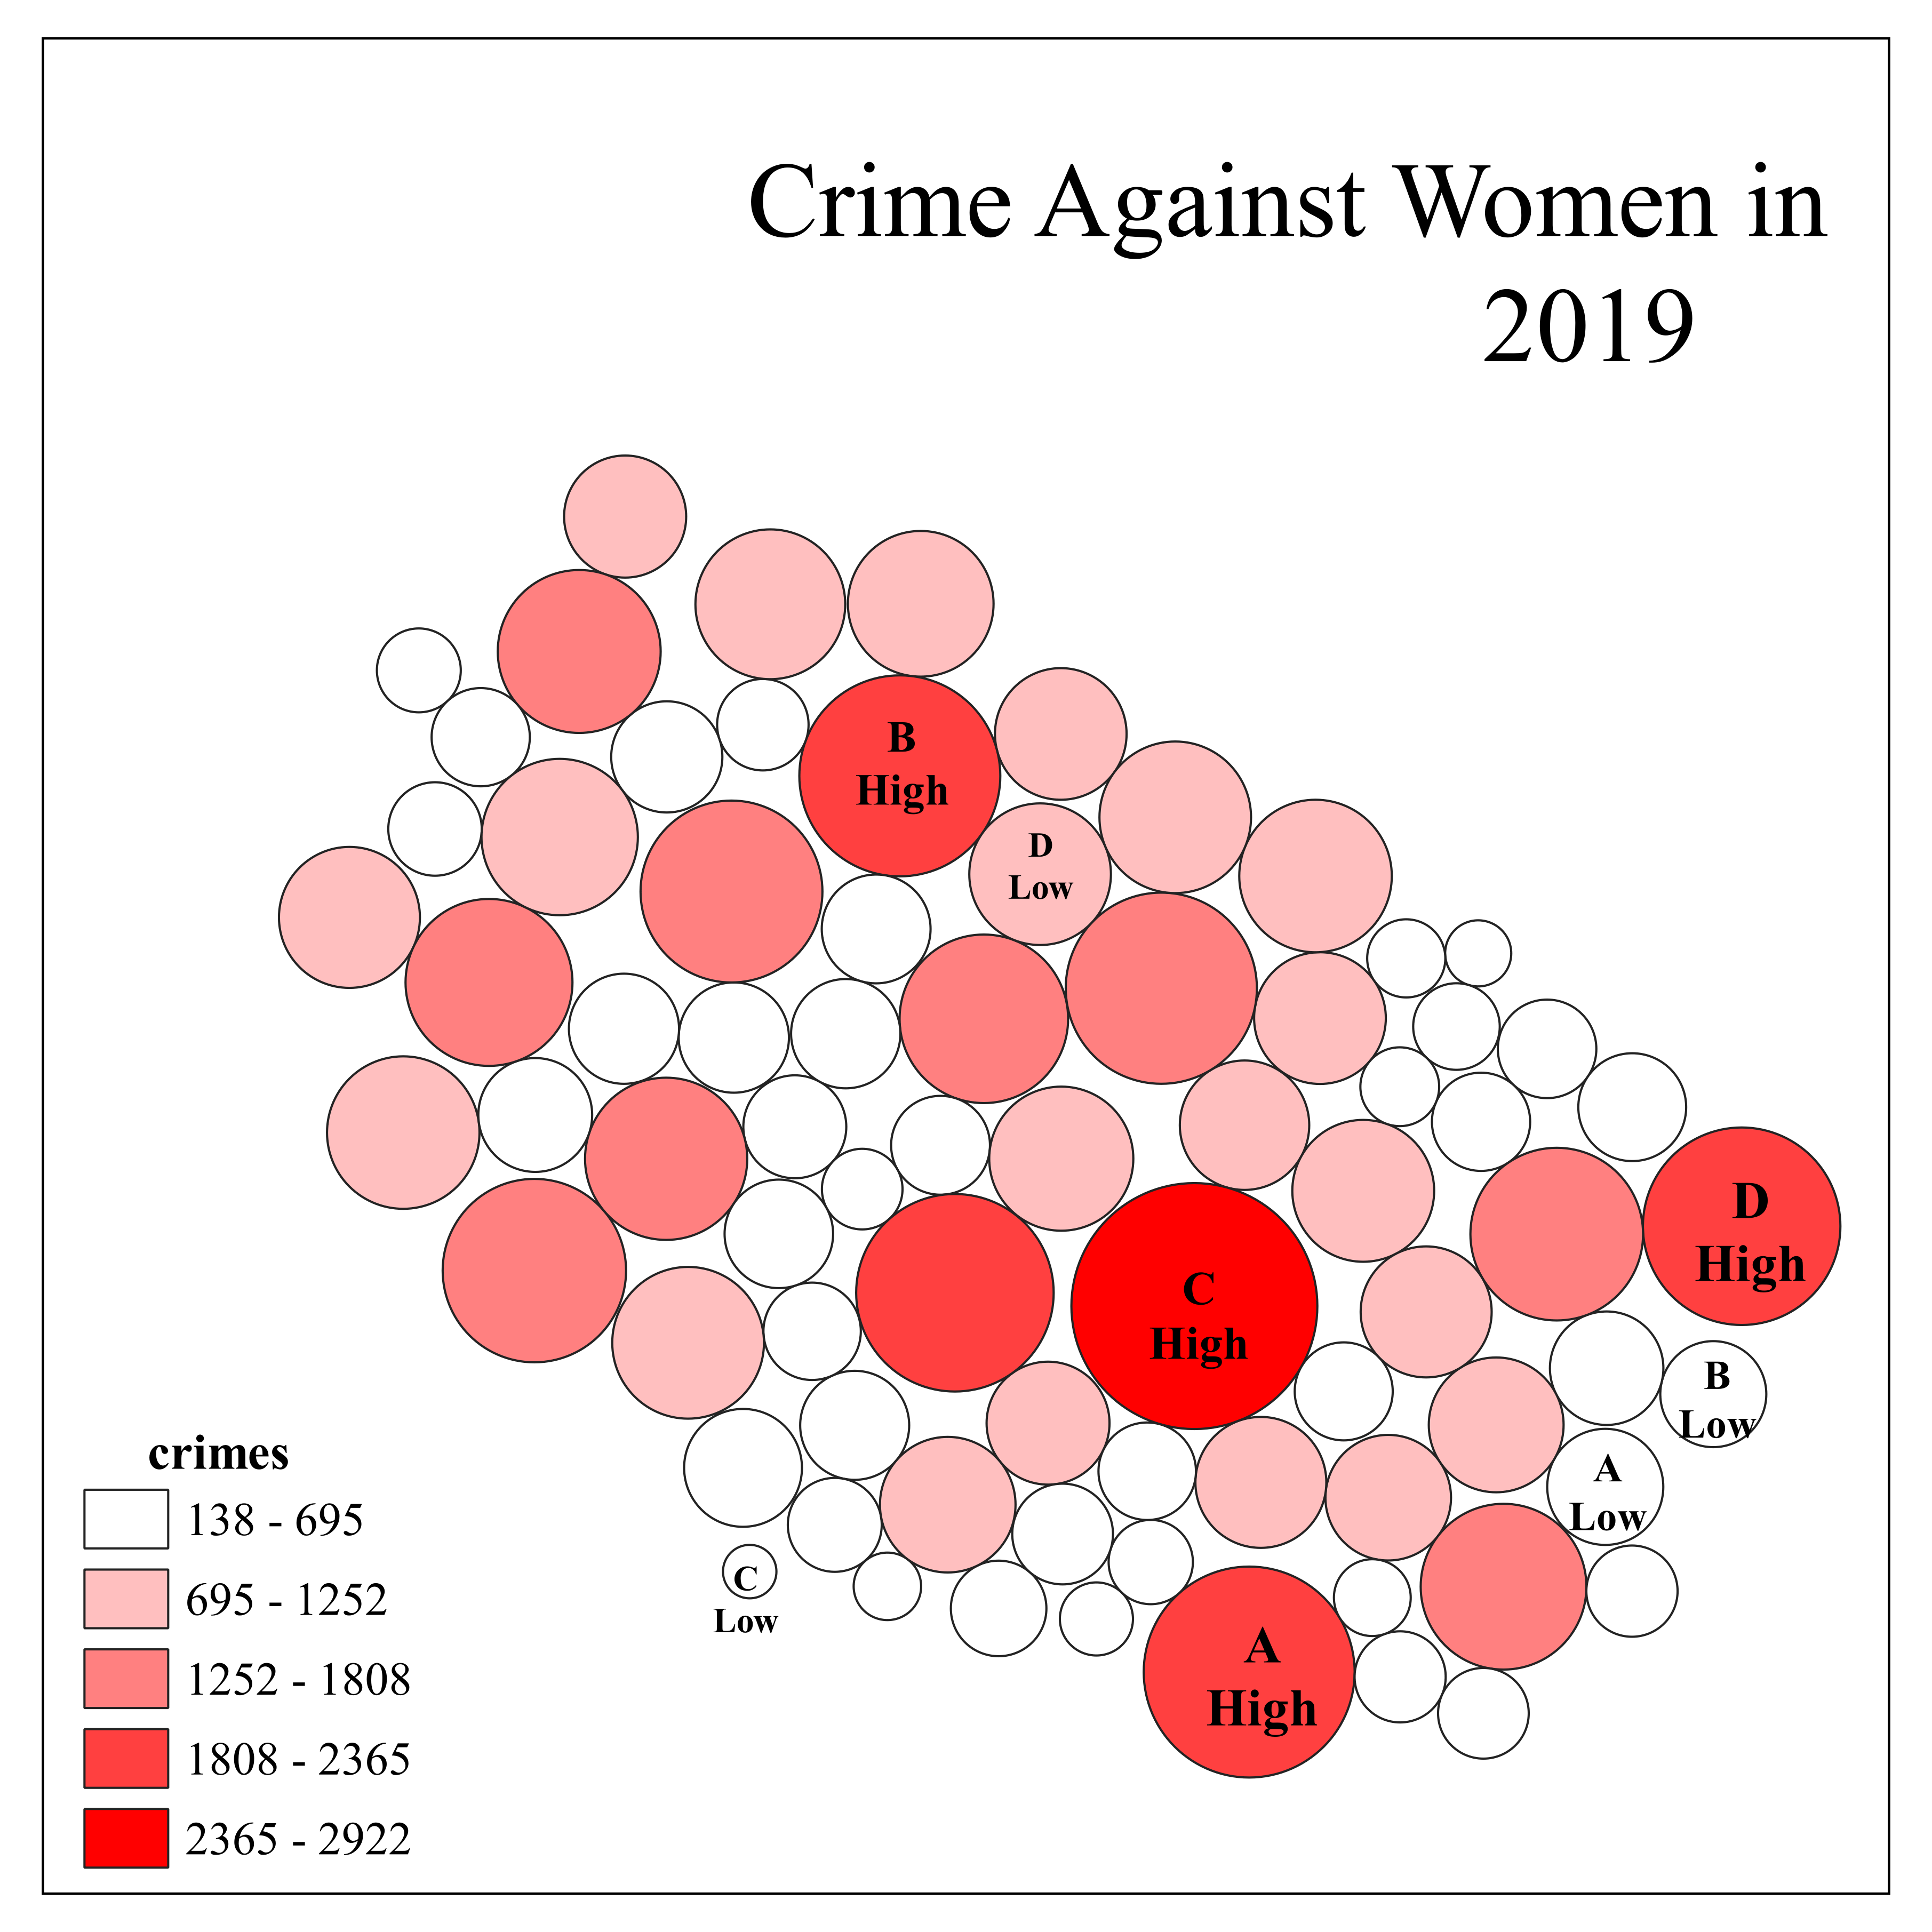 Crime Against Women in
2019
B
High
D
Low
D
High
C
High
B
Low
A
Low
C
Low
A
High
crimes
138 - 695
695 - 1252
1252 - 1808
1808 - 2365
2365 - 2922